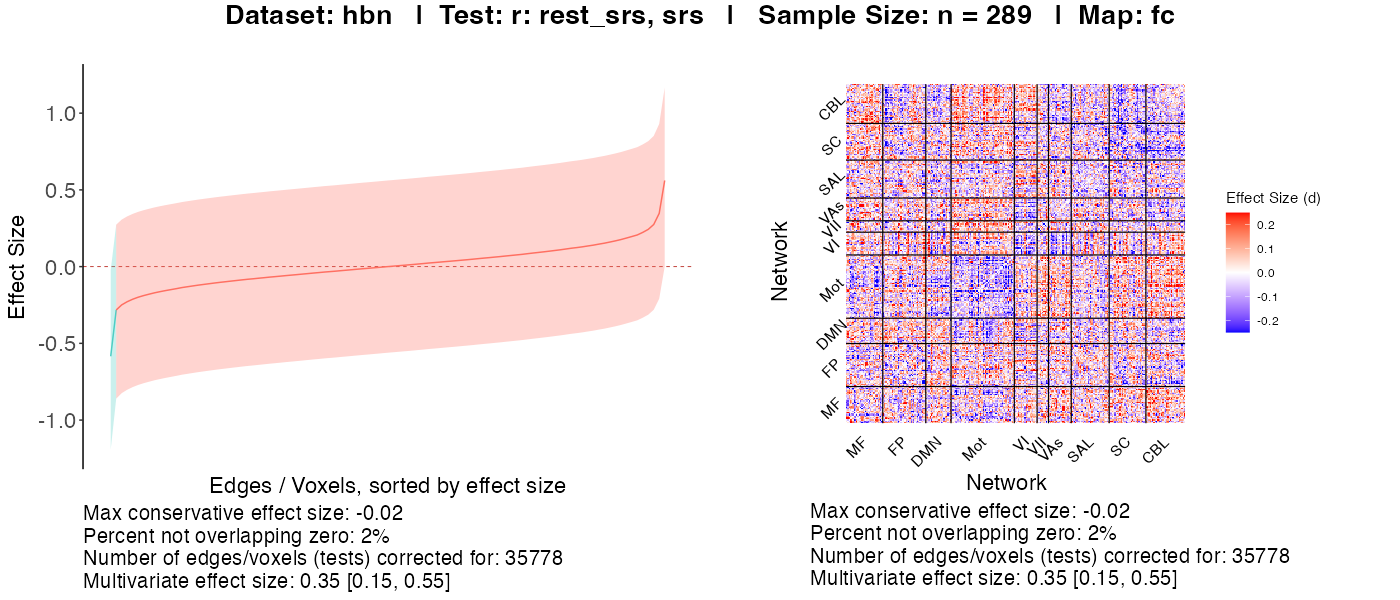 Dataset: hbn | Test: r: rest_srs, srs | Sample Size: n = 289 | Map: fc
Effect Size
1.0
0.5
0.0
-0.5
-1.0
Edges / Voxels, sorted by effect size
Max conservative effect size: -0.02
Percent not overlapping zero: 2%
Number of edges/voxels (tests) corrected for: 35778
Multivariate effect size: 0.35 [0.15, 0.55]
Network
CBL
SC
SAL
VAs
VII
VI
Mot
DMN
FP
MF
MF
FP
DMN
Mot
VI
VII
VAs
SAL
SC
CBL
Network
Effect Size (d)
0.2
0.1
0.0
-0.1
-0.2
Max conservative effect size: -0.02
Percent not overlapping zero: 2%
Number of edges/voxels (tests) corrected for: 35778
Multivariate effect size: 0.35 [0.15, 0.55]